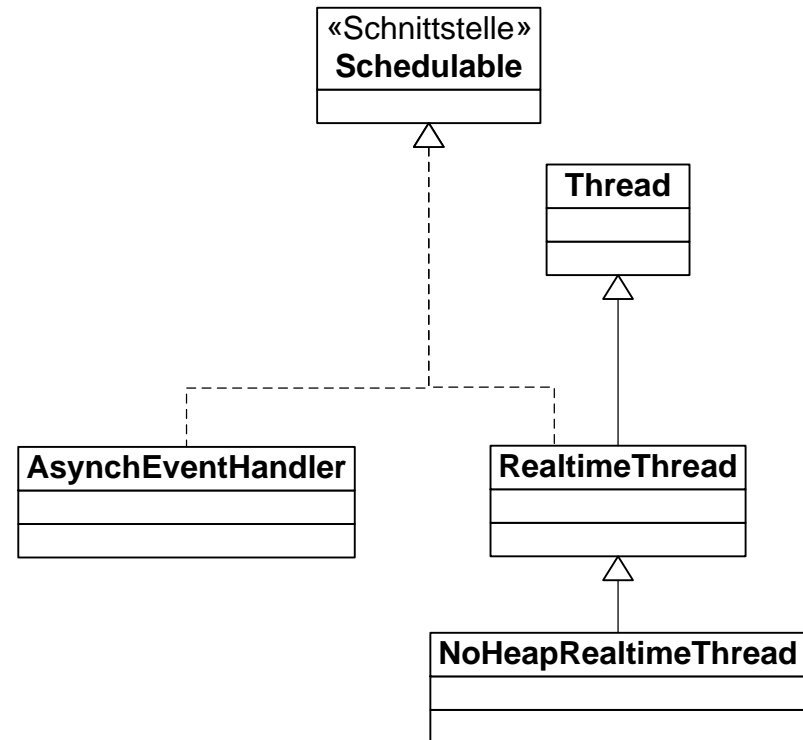 «Schnittstelle»
Schedulable
Thread
AsynchEventHandler
RealtimeThread
NoHeapRealtimeThread